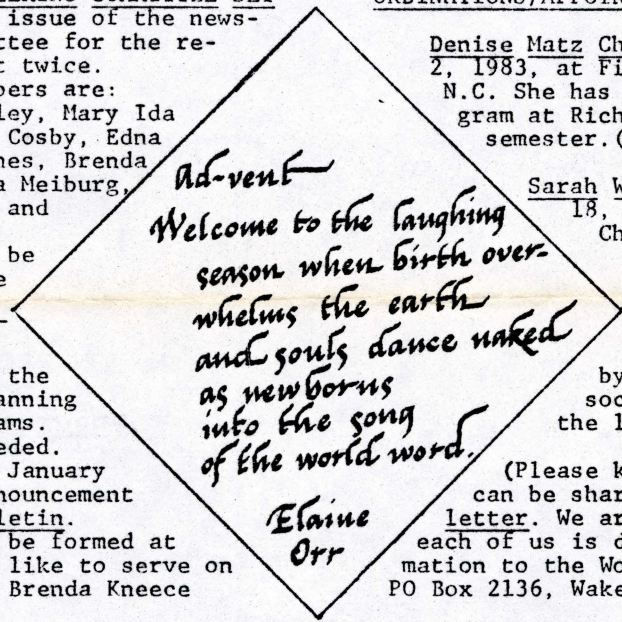 issue of the news-
ttee for the re-
t twice.
bers are:
ley, Mary Ida
Cosby, Edna
nes, Brenda
a Meiburg,
and
be
e
the
anning
ams.
eded.
January
nouncement
letin.
be formed at
like to serve on
Brenda Kneece
Ad-vent
Welcome to the laughing
season when birth over-
whelms the earth
and souls dance naked
as newborns
into the song
of the world word.
Elaine
Orr
Denise Matz Ch
2, 1983, at Fi
N.C. She has
gram at Rich
semester.(
Sarah W
18,
Ch
by
soc
the l
(Please k
can be shar
letter. We ar
each of us is d
mation to the Wo
PO Box 2136, Wake